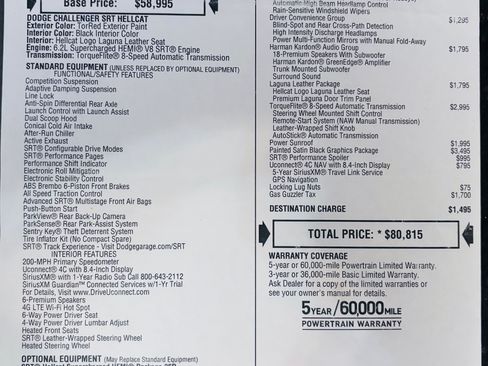 Base Price: $58,995
DODGE CHALLENGER SRT HELLCAT
Exterior Color: TorRed Exterior Paint
Interior Color: Black Interior Color
Interior: Hellcat Logo Laguna Leather Seat
Engine: 6.2L Supercharged HEMI® V8 SRT® Engine
Transmission: TorqueFlite® 8-Speed Automatic Transmission
STANDARD EQUIPMENT (UNLESS REPLACED BY OPTIONAL EQUIPMENT)
FUNCTIONAL/SAFETY FEATURES
Competition Suspension
Adaptive Damping Suspension
Line Lock
Anti-Spin Differential Rear Axle
Launch Control with Launch Assist
Dual Scoop Hood
Conical Cold Air Intake
After-Run Chiller
Active Exhaust
SRT® Configurable Drive Modes
SRT® Performance Pages
Performance Shift Indicator
Electronic Roll Mitigation
Electronic Stability Control
ABS Brembo 6-Piston Front Brakes
All Speed Traction Control
Advanced SRT® Multistage Front Air Bags
Push-Button Start
ParkView® Rear Back-Up Camera
ParkSense® Rear Park-Assist System
Sentry Key® Theft Deterrent System
Tire Inflator Kit (No Compact Spare)
SRT® Track Experience - Visit Dodgegarage.com/SRT
INTERIOR FEATURES
200-MPH Primary Speedometer
Uconnect® 4C with 8.4-Inch Display
SiriusXM® with 1-Year Radio Sub Call 800-643-2112
SiriusXM Guardian™ Connected Services w/1-Yr Trial
For Details, Visit www.DriveUconnect.com
6-Premium Speakers
4G LTE Wi-Fi Hot Spot
6-Way Power Driver Seat
4-Way Power Driver Lumbar Adjust
Heated Front Seats
SRT® Leather-Wrapped Steering Wheel
Heated Steering Wheel
OPTIONAL EQUIPMENT (May Replace Standard Equipment)
Automatic High Beam Headlamp Control
Rain-Sensitive Windshield Wipers
Driver Convenience Group $1,295
Blind-Spot and Rear Cross-Path Detection
High Intensity Discharge Headlamps
Power Multi-Function Mirrors with Manual Fold-Away
Harman Kardon® Audio Group $1,795
18-Premium Speakers With Subwoofer
Harman Kardon® GreenEdge® Amplifier
Trunk Mounted Subwoofer
Surround Sound
Laguna Leather Package $1,795
Hellcat Logo Laguna Leather Seat
Premium Laguna Door Trim Panel
TorqueFlite® 8-Speed Automatic Transmission $2,995
Steering Wheel Mounted Shift Control
Remote-Start System (NAW Manual Transmission)
Leather-Wrapped Shift Knob
AutoStick® Automatic Transmission
Power Sunroof $1,995
Painted Satin Black Graphics Package $3,495
SRT® Performance Spoiler $995
Uconnect® 4C NAV with 8.4-Inch Display $795
5-Year SiriusXM® Travel Link Service
GPS Navigation
Locking Lug Nuts $75
Gas Guzzler Tax $1,700
DESTINATION CHARGE $1,495
TOTAL PRICE: * $80,815
WARRANTY COVERAGE
5-year or 60,000-mile Powertrain Limited Warranty.
3-year or 36,000-mile Basic Limited Warranty.
Ask Dealer for a copy of the limited warranties or
see your owner's manual for details.
5YEAR/60,000MILE
POWERTRAIN WARRANTY